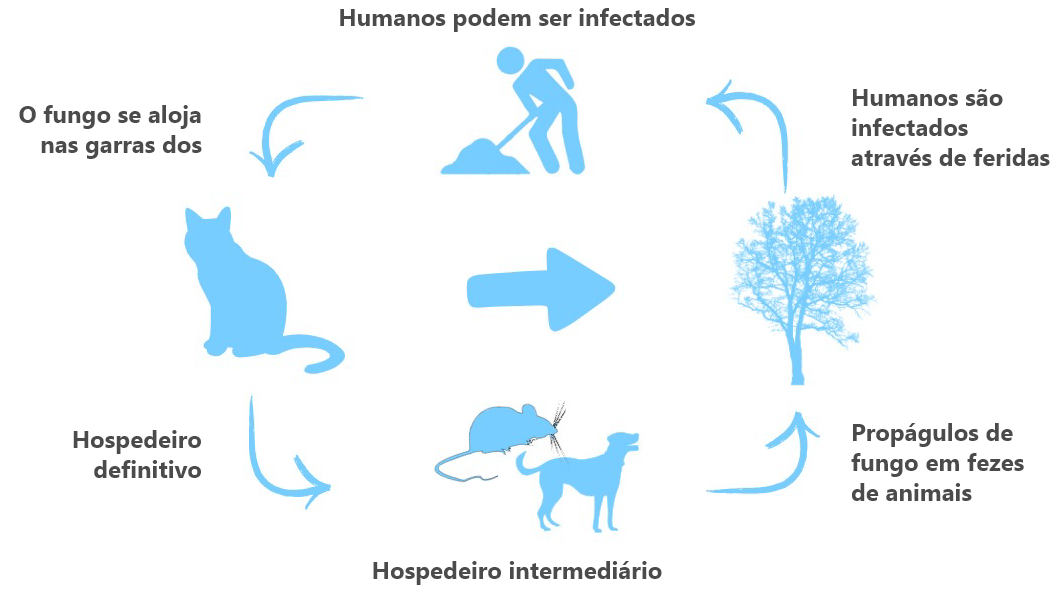 Humanos podem ser infectados
O fungo se aloja
nas garras dos
Humanos são
infectados
através de feridas
Hospedeiro
definitivo
Propágulos de
fungo em fezes
de animais
Hospedeiro intermediário